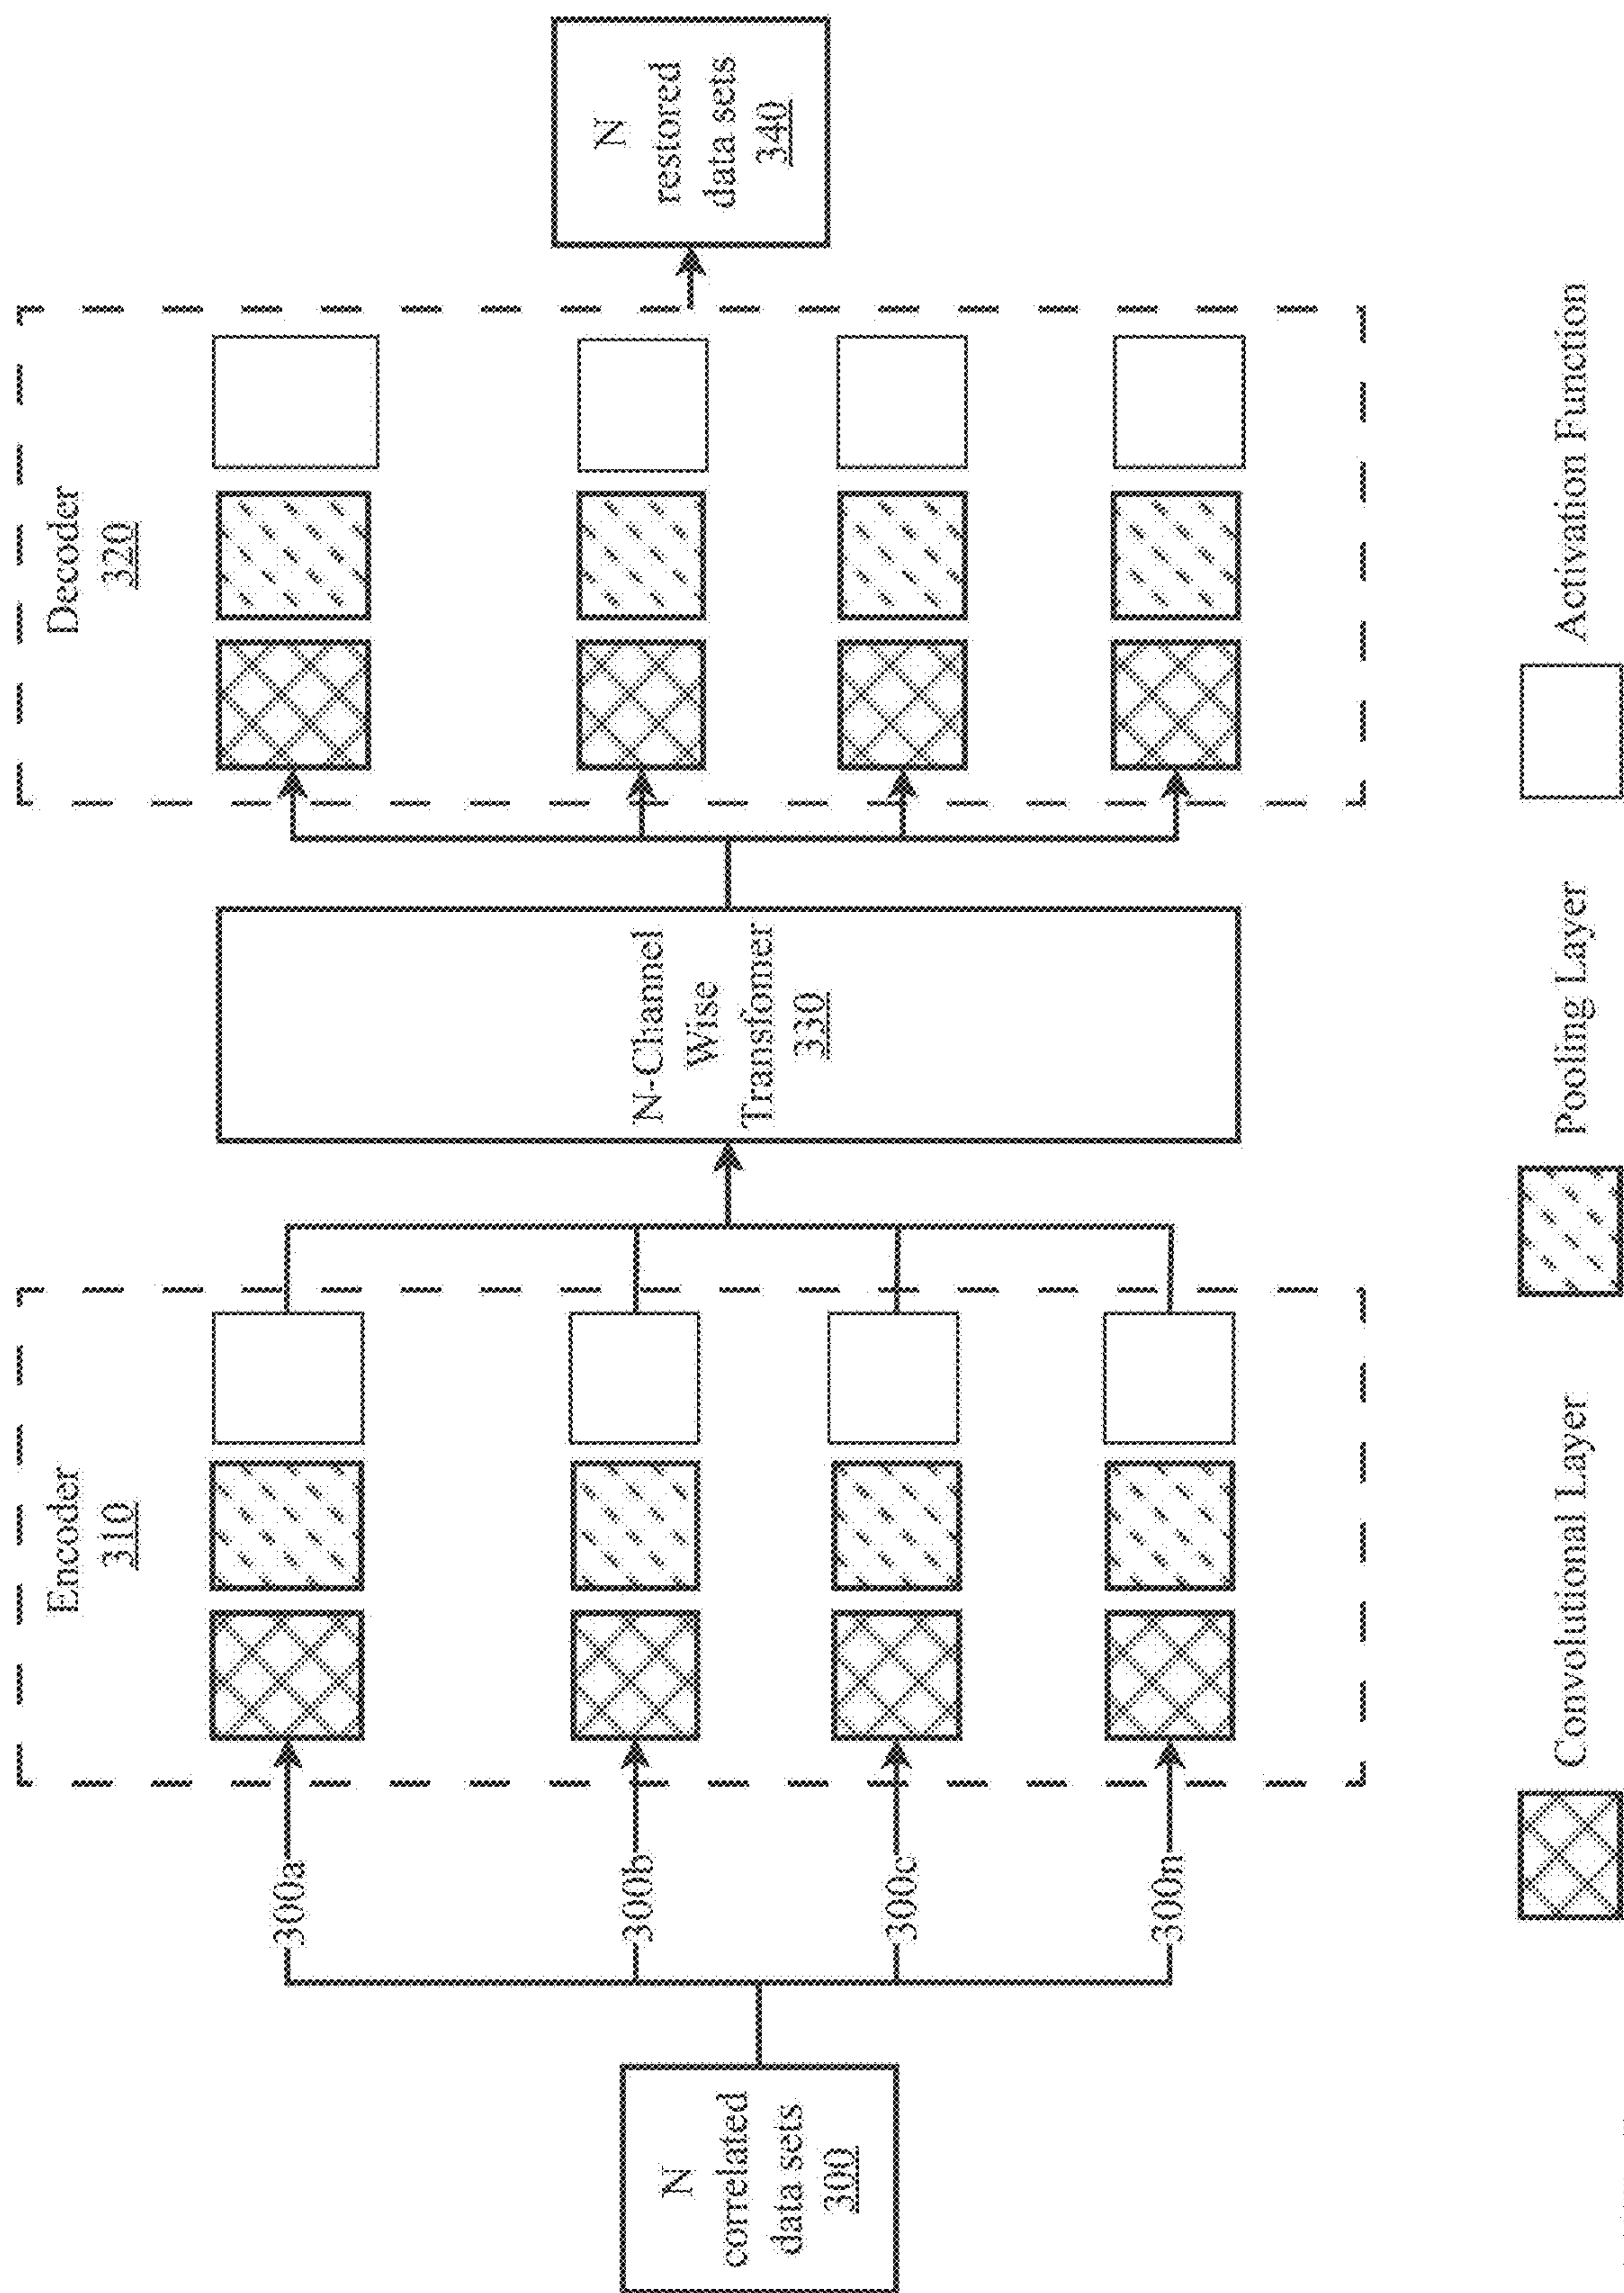 N
correlated
data sets
300
300a
300b
300c
300n
Encoder
310
N-Channel
Wise
Transfomer
330
Decoder
320
N
restored
data sets
340
Convolutional Layer
Pooling Layer
Activation Function